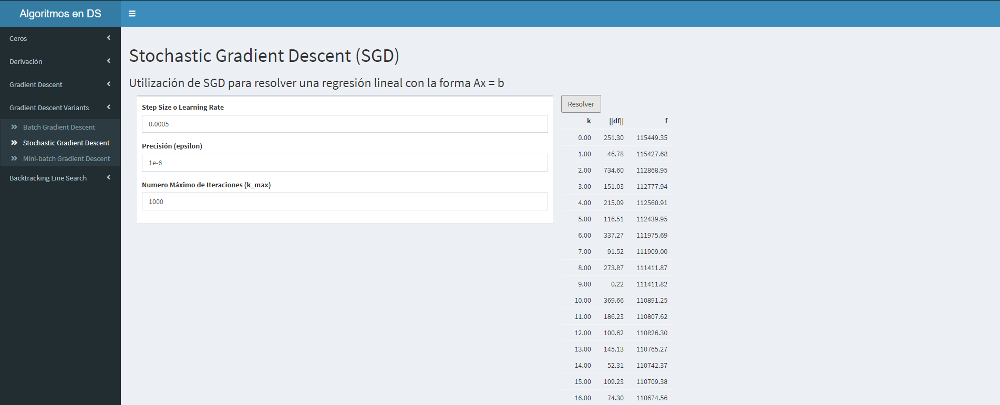 Algoritmos en DS
Ceros
Derivación
Gradient Descent
Gradient Descent Variants
Batch Gradient Descent
Stochastic Gradient Descent
Mini-batch Gradient Descent
Backtracking Line Search
Stochastic Gradient Descent (SGD)
Utilización de SGD para resolver una regresión lineal con la forma Ax = b
Step Size o Learning Rate
0.0005
Precisión (epsilon)
1e-6
Numero Máximo de Iteraciones (k_max)
1000
Resolver
k ||df|| f
0.00 251.30 115449.35
1.00 46.78 115427.68
2.00 734.60 112868.95
3.00 151.03 112777.94
4.00 215.09 112560.91
5.00 116.51 112439.95
6.00 337.27 111975.69
7.00 91.52 111909.00
8.00 273.87 111411.87
9.00 0.22 111411.82
10.00 369.66 110891.25
11.00 186.23 110807.62
12.00 100.62 110826.30
13.00 145.13 110765.27
14.00 52.31 110742.37
15.00 109.23 110709.38
16.00 74.30 110674.56